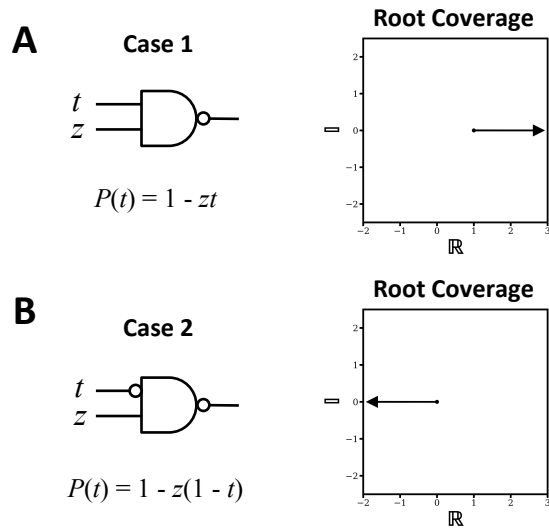 A
Case 1
t
z
P(t) = 1 - zt
Root Coverage
2
1
0
−1
−2
𝕀
−2 −1 0 1 2 3
ℝ
B
Case 2
t
z
P(t) = 1 - z(1 - t)
Root Coverage
2
1
0
−1
−2
𝕀
−2 −1 0 1 2 3
ℝ